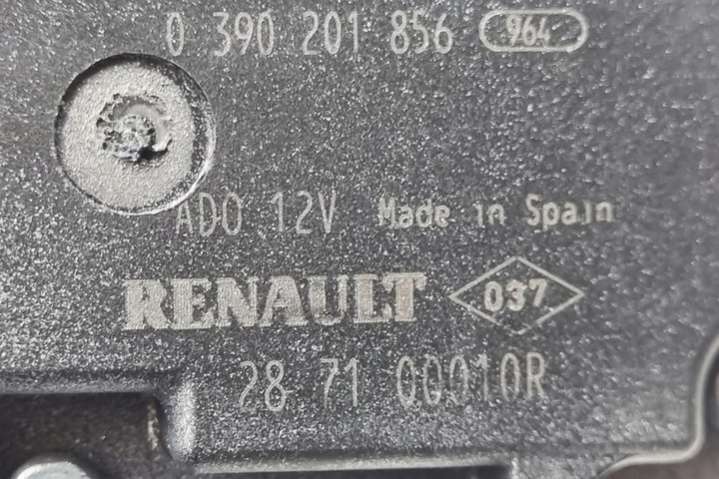 0 390 201 856 964
ADO 12V Made in Spain
RENAULT 037
28 71 00010R